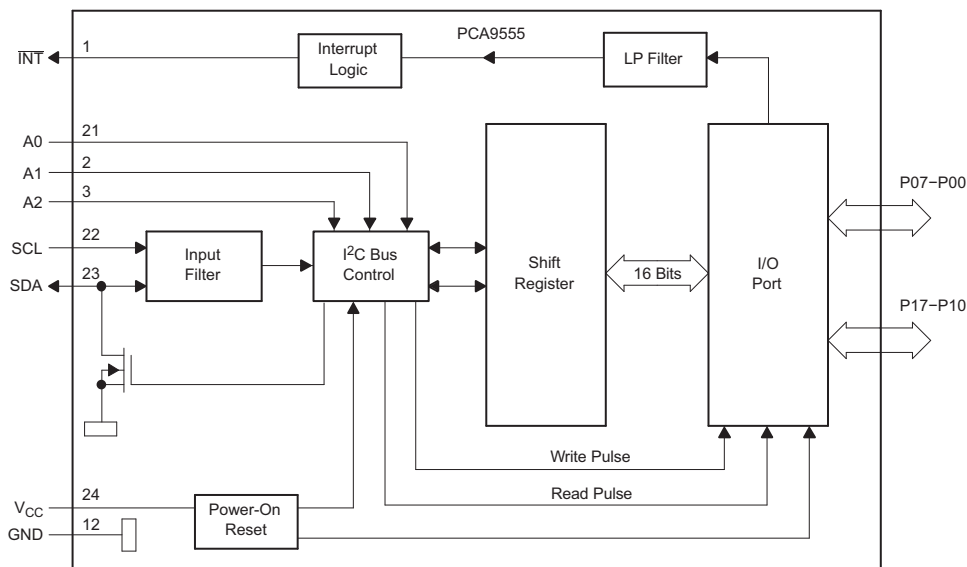 PCA9555
INT
1
Interrupt
Logic
LP Filter
A0
21
A1
2
A2
3
SCL
22
SDA
23
Input
Filter
I²C Bus
Control
Shift
Register
16 Bits
I/O
Port
P07−P00
P17−P10
Write Pulse
Read Pulse
VCC
24
GND
12
Power-On
Reset